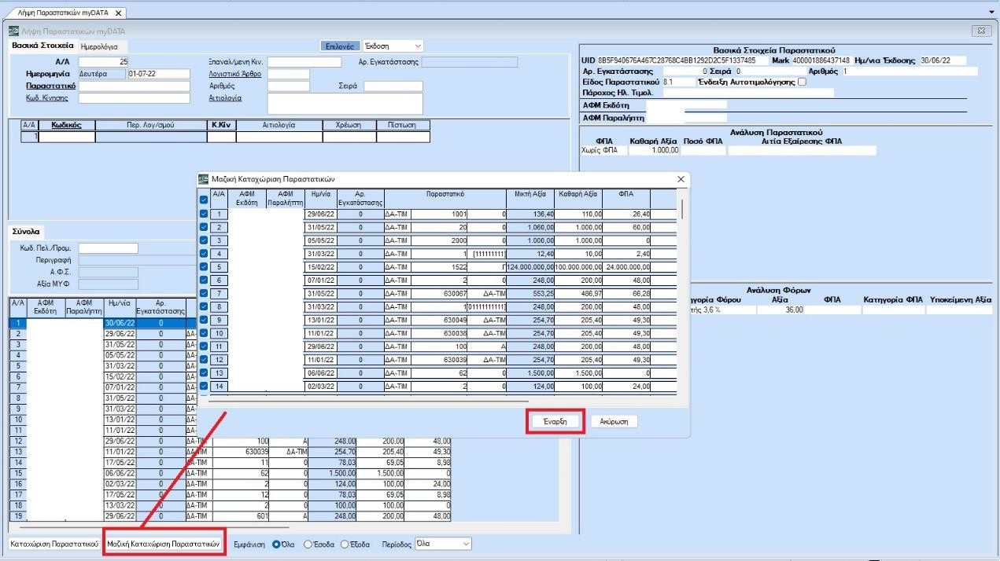 Λήψη Παραστατικών myDATA
Λήψη Παραστατικών myDATA
Βασικά Στοιχεία Ημερολόγια Επιλογές Έκδοση
Α/Α 25 Επαναλ/μενη Κιν. Αρ. Εγκατάστασης
Ημερομηνία Δευτέρα 01-07-22 Λογιστικό Άρθρο
Παραστατικό Αριθμός Σειρά
Κωδ. Κίνησης Αιτιολογία
Α/Α Κωδικός Περ. Λογ/σμού Κ.Κίν Αιτιολογία Χρέωση Πίστωση
1
Βασικά Στοιχεία Παραστατικού
UID 8B5F940676A467C28768C4BB1292D2C5F1337485 Mark 400001886437148 Ημ/νια Έκδοσης 30/06/22
Αρ. Εγκατάστασης 0 Σειρά 0 Αριθμός 1
Είδος Παραστατικού 8.1 Ένδειξη Αυτοτιμολόγησης
Πάροχος Ηλ. Τιμολ.
ΑΦΜ Εκδότη
ΑΦΜ Παραλήπτη
Ανάλυση Παραστατικού
ΦΠΑ Καθαρή Αξία Ποσό ΦΠΑ Αιτία Εξαίρεσης ΦΠΑ
Χωρίς ΦΠΑ 1.000,00
Μαζική Καταχώριση Παραστατικών
Α/Α ΑΦΜ Εκδότη ΑΦΜ Παραλήπτη Ημ/νία Αρ. Εγκατάστασης Παραστατικό Μικτή Αξία Καθαρή Αξία ΦΠΑ
1 29/06/22 0 ΔΑ-ΤΙΜ 1001 0 136,40 110,00 26,40
2 31/05/22 0 ΔΑ-ΤΙΜ 20 0 1.060,00 1.000,00 60,00
3 05/05/22 0 ΔΑ-ΤΙΜ 2000 0 1.000,00 1.000,00 0
4 31/03/22 0 ΔΑ-ΤΙΜ 1 [111111111] 12,40 10,00 2,40
5 15/02/22 0 ΔΑ-ΤΙΜ 1522 Γ 124.000.000,00 100.000.000,00 24.000.000,00
6 07/01/22 0 ΔΑ-ΤΙΜ 2 0 248,00 200,00 48,00
7 31/05/22 0 ΔΑ-ΤΙΜ 630067 ΔΑ-ΤΙΜ 553,25 486,97 66,28
8 31/03/22 0 ΔΑ-ΤΙΜ 1 [0111111111] 248,00 200,00 48,00
9 13/01/22 0 ΔΑ-ΤΙΜ 630049 ΔΑ-ΤΙΜ 254,70 205,40 49,30
10 11/01/22 0 ΔΑ-ΤΙΜ 630038 ΔΑ-ΤΙΜ 254,70 205,40 49,30
11 29/06/22 0 ΔΑ-ΤΙΜ 100 Α 248,00 200,00 48,00
12 11/01/22 0 ΔΑ-ΤΙΜ 630039 ΔΑ-ΤΙΜ 254,70 205,40 49,30
13 06/06/22 0 ΔΑ-ΤΙΜ 62 0 1.500,00 1.500,00 0
14 02/03/22 0 ΔΑ-ΤΙΜ 2 0 124,00 100,00 24,00
Έναρξη Ακύρωση
Σύνολα
Κωδ. Πελ./Προμ.
Περιγραφή
Α.Φ.Σ.
Αξία ΜΥΦ
Ανάλυση Φόρων
ηγορία Φόρου Αξία ΦΠΑ Κατηγορία ΦΠΑ Υποκείμενη Αξία
τής 3,6 % 36,00
Α/Α ΑΦΜ Εκδότη ΑΦΜ Παραλήπτη Ημ/νία Αρ. Εγκατάστασης
1 30/06/22 0
2 29/06/22 0 ΔΑ-
3 31/05/22 0 ΔΑ-
4 05/05/22 0 ΔΑ-
5 31/03/22 0 ΔΑ-
6 15/02/22 0 ΔΑ-
7 07/01/22 0 ΔΑ-
8 31/05/22 0 ΔΑ-
9 31/03/22 0 ΔΑ-
10 13/01/22 0 ΔΑ-
11 11/01/22 0 ΔΑ-
12 29/06/22 0 ΔΑ-ΤΙΜ 100 Α 248,00 200,00 48,00
13 11/01/22 0 ΔΑ-ΤΙΜ 630039 ΔΑ-ΤΙΜ 254,70 205,40 49,30
14 17/05/22 0 ΔΑ-ΤΙΜ 11 0 78,03 69,05 8,98
15 06/06/22 0 ΔΑ-ΤΙΜ 62 0 1.500,00 1.500,00 0
16 02/03/22 0 ΔΑ-ΤΙΜ 2 0 124,00 100,00 24,00
17 17/05/22 0 ΔΑ-ΤΙΜ 12 0 78,03 69,05 8,98
18 13/03/22 0 ΔΑ-ΤΙΜ 2 0 100,00 100,00 0
19 29/06/22 0 ΔΑ-ΤΙΜ 601 Α 248,00 200,00 48,00
Καταχώριση Παραστατικού Μαζική Καταχώριση Παραστατικών Εμφάνιση Όλα Έσοδα Έξοδα Περίοδος Όλα